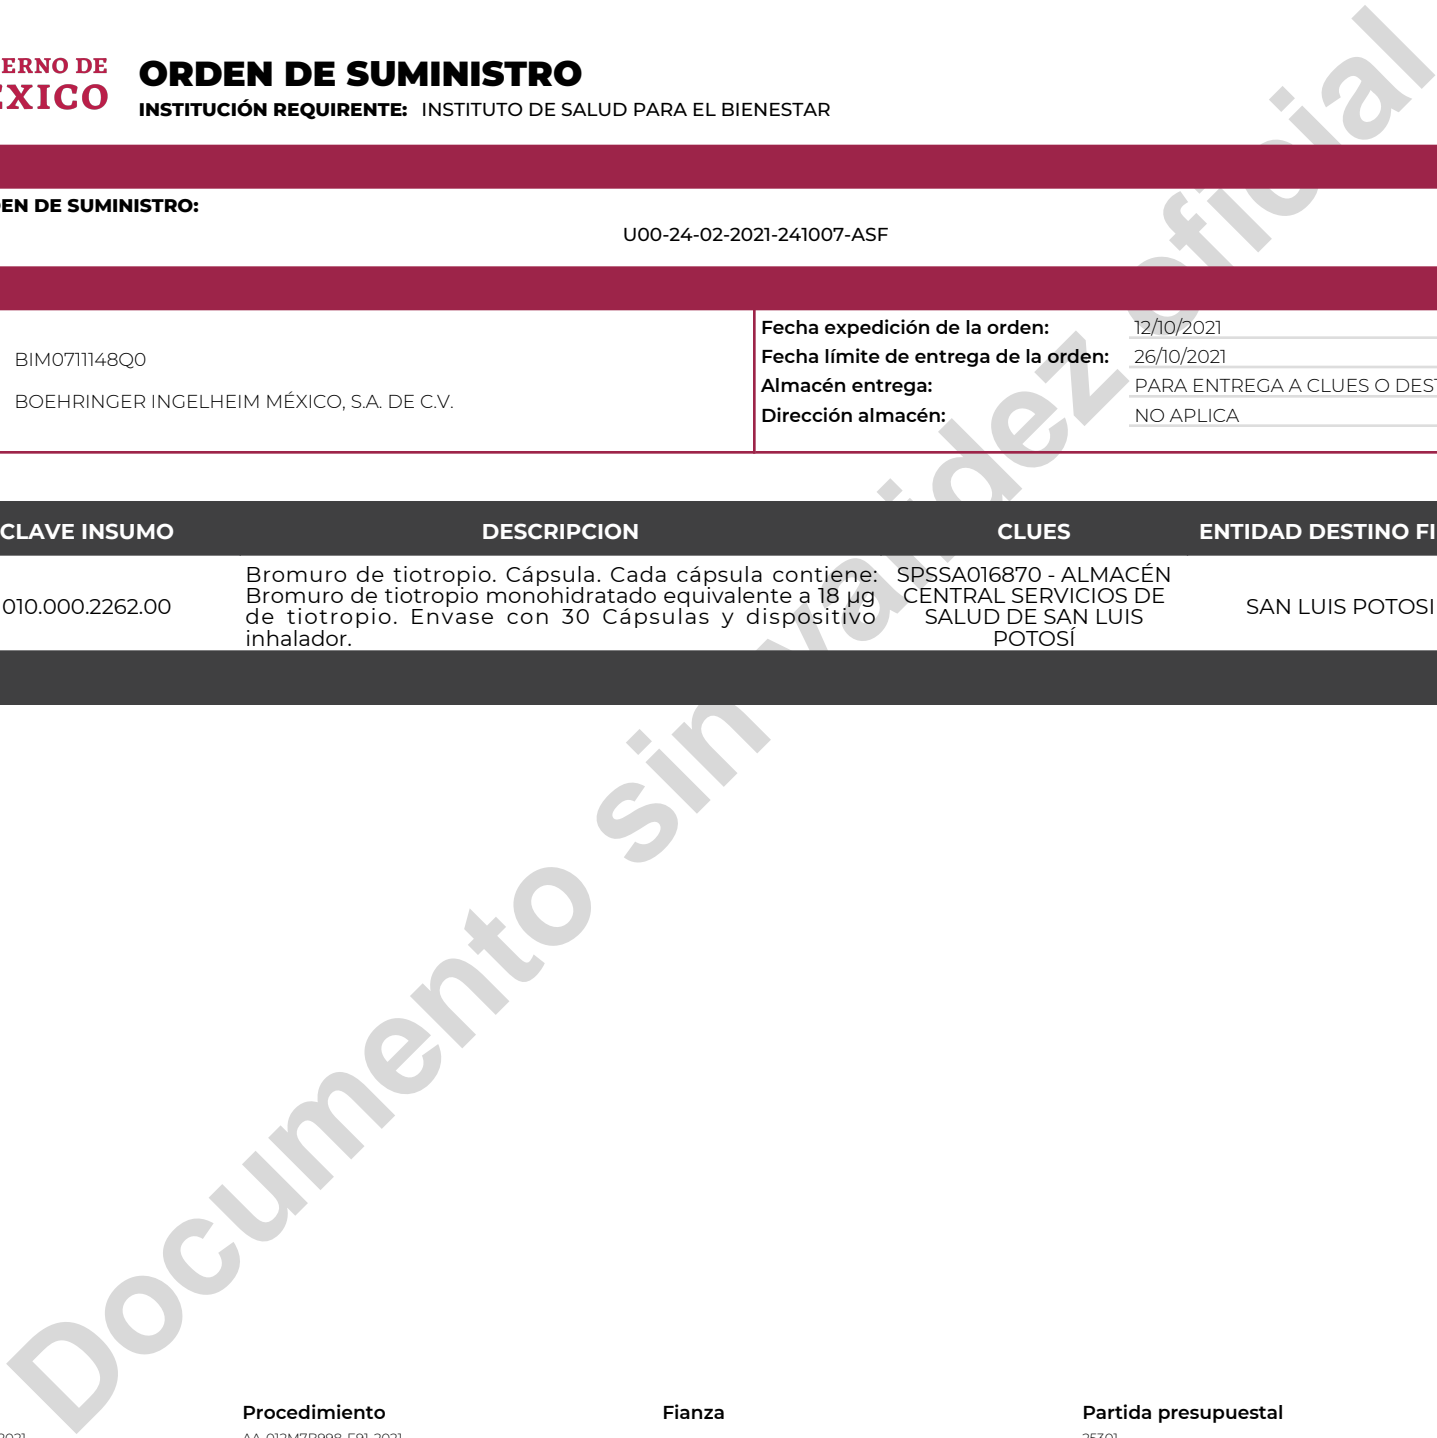 ERNO DE
ÉXICO
ORDEN DE SUMINISTRO
INSTITUCIÓN REQUIRENTE: INSTITUTO DE SALUD PARA EL BIENESTAR
EN DE SUMINISTRO:
U00-24-02-2021-241007-ASF
BIM0711148Q0
BOEHRINGER INGELHEIM MÉXICO, S.A. DE C.V.
Fecha expedición de la orden: 12/10/2021
Fecha límite de entrega de la orden: 26/10/2021
Almacén entrega: PARA ENTREGA A CLUES O DEST
Dirección almacén: NO APLICA
CLAVE INSUMO DESCRIPCION CLUES ENTIDAD DESTINO FI
010.000.2262.00
Bromuro de tiotropio. Cápsula. Cada cápsula contiene:
Bromuro de tiotropio monohidratado equivalente a 18 µg
de tiotropio. Envase con 30 Cápsulas y dispositivo
inhalador.
SPSSA016870 - ALMACÉN
CENTRAL SERVICIOS DE
SALUD DE SAN LUIS
POTOSÍ
SAN LUIS POTOSI
Documento sin validez oficial
Procedimiento Fianza Partida presupuestal